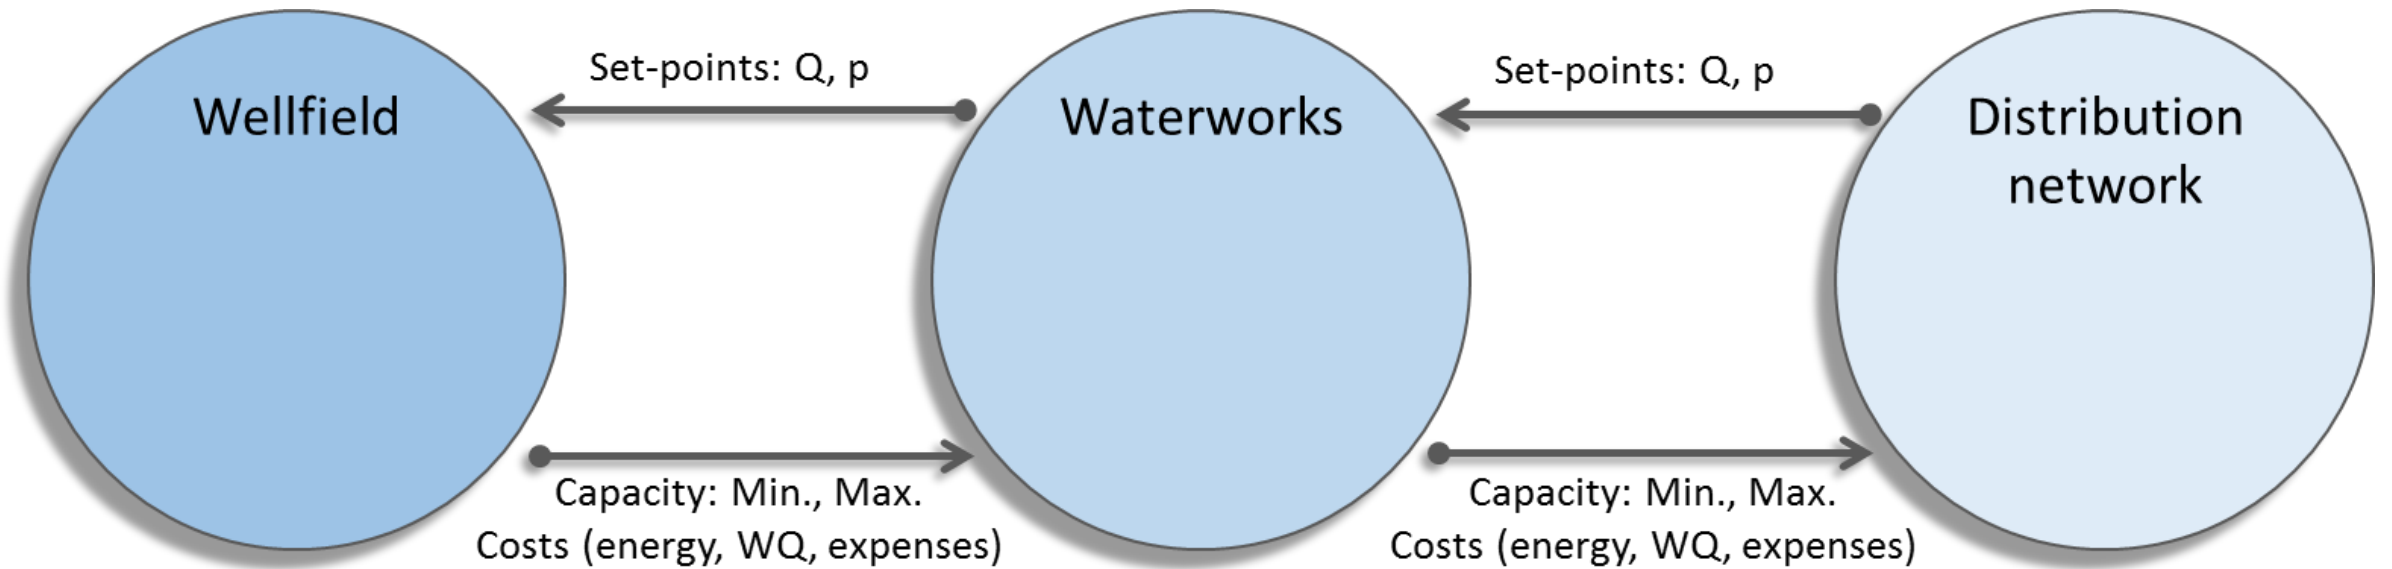 Wellfield
Set-points: Q, p
Waterworks
Set-points: Q, p
Distribution
network
Capacity: Min., Max.
Costs (energy, WQ, expenses)
Capacity: Min., Max.
Costs (energy, WQ, expenses)